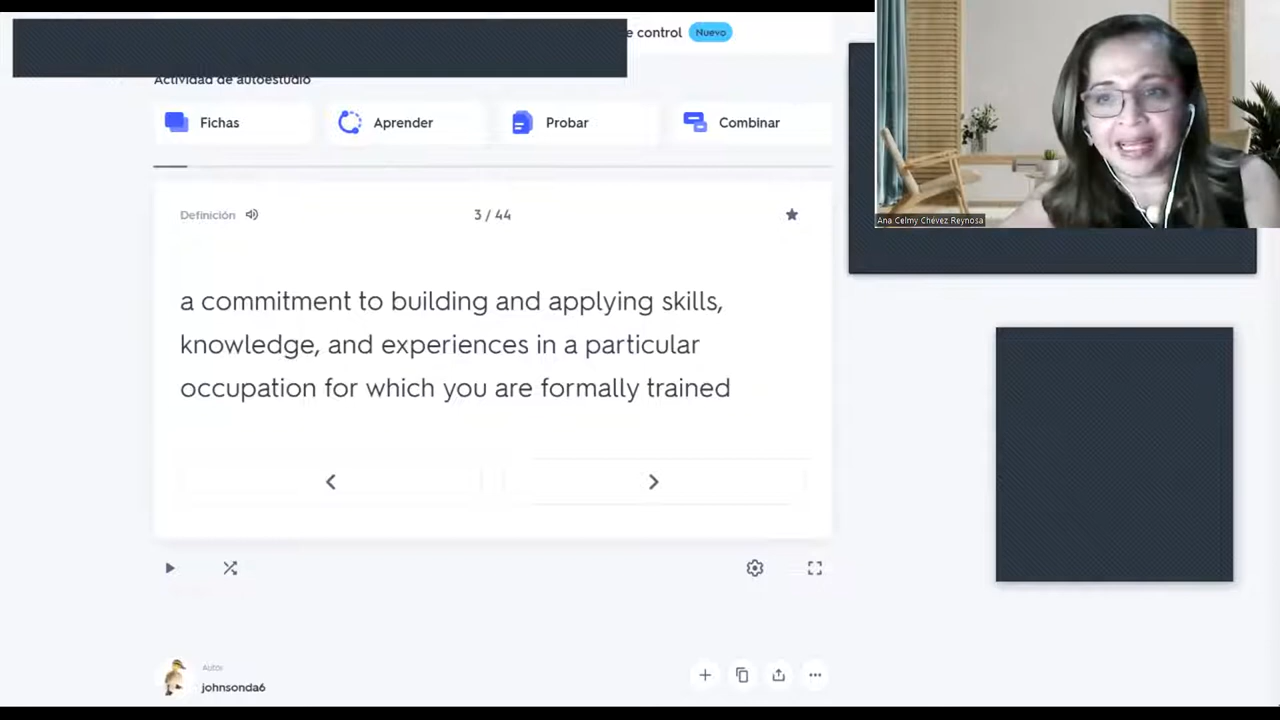 e control Nuevo
Actividad de autoestudio
Fichas Aprender Probar Combinar
Definición 3 / 44
a commitment to building and applying skills,
knowledge, and experiences in a particular
occupation for which you are formally trained
Autor
johnsonda6
Ana Celmy Chévez Reynosa